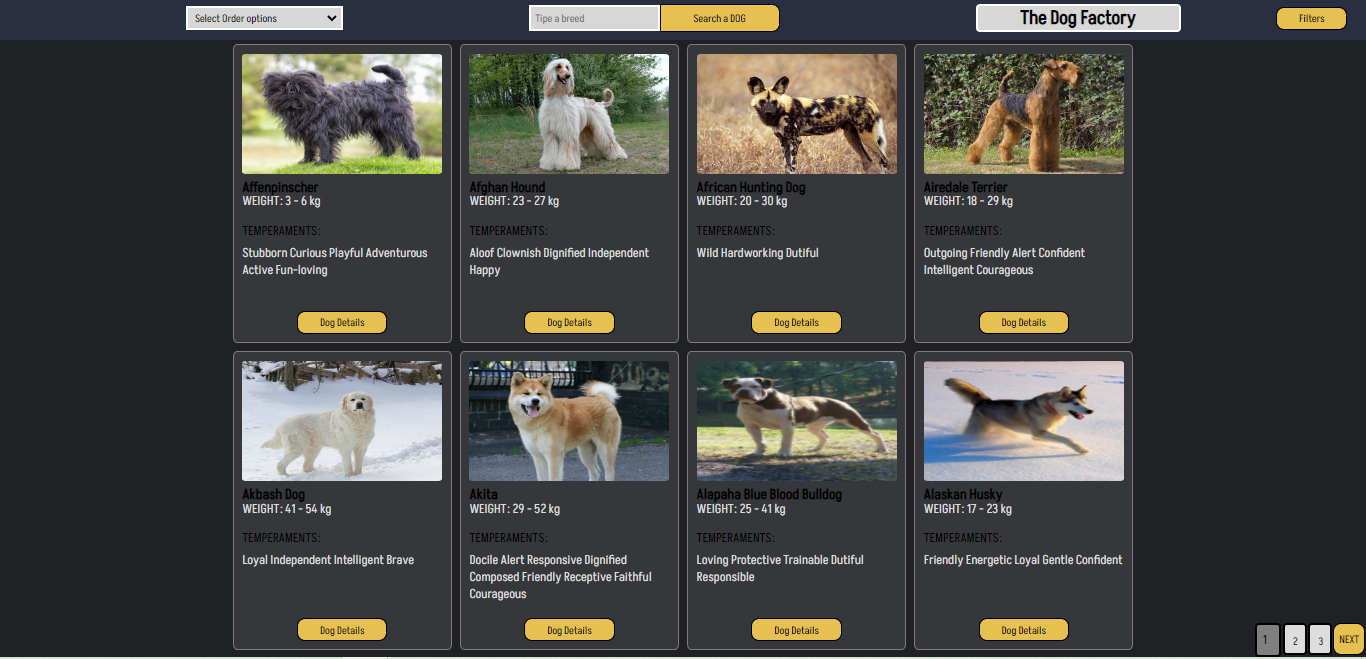 Select Order options
Tipe a breed
Search a DOG
The Dog Factory
Filters
Affenpinscher
WEIGHT: 3 - 6 kg
TEMPERAMENTS:
Stubborn Curious Playful Adventurous
Active Fun-loving
Dog Details
Afghan Hound
WEIGHT: 23 - 27 kg
TEMPERAMENTS:
Aloof Clownish Dignified Independent
Happy
Dog Details
African Hunting Dog
WEIGHT: 20 - 30 kg
TEMPERAMENTS:
Wild Hardworking Dutiful
Dog Details
Airedale Terrier
WEIGHT: 18 - 29 kg
TEMPERAMENTS:
Outgoing Friendly Alert Confident
Intelligent Courageous
Dog Details
Akbash Dog
WEIGHT: 41 - 54 kg
TEMPERAMENTS:
Loyal Independent Intelligent Brave
Dog Details
Akita
WEIGHT: 29 - 52 kg
TEMPERAMENTS:
Docile Alert Responsive Dignified
Composed Friendly Receptive Faithful
Courageous
Dog Details
Alapaha Blue Blood Bulldog
WEIGHT: 25 - 41 kg
TEMPERAMENTS:
Loving Protective Trainable Dutiful
Responsible
Dog Details
Alaskan Husky
WEIGHT: 17 - 23 kg
TEMPERAMENTS:
Friendly Energetic Loyal Gentle Confident
Dog Details
1 2 3 NEXT